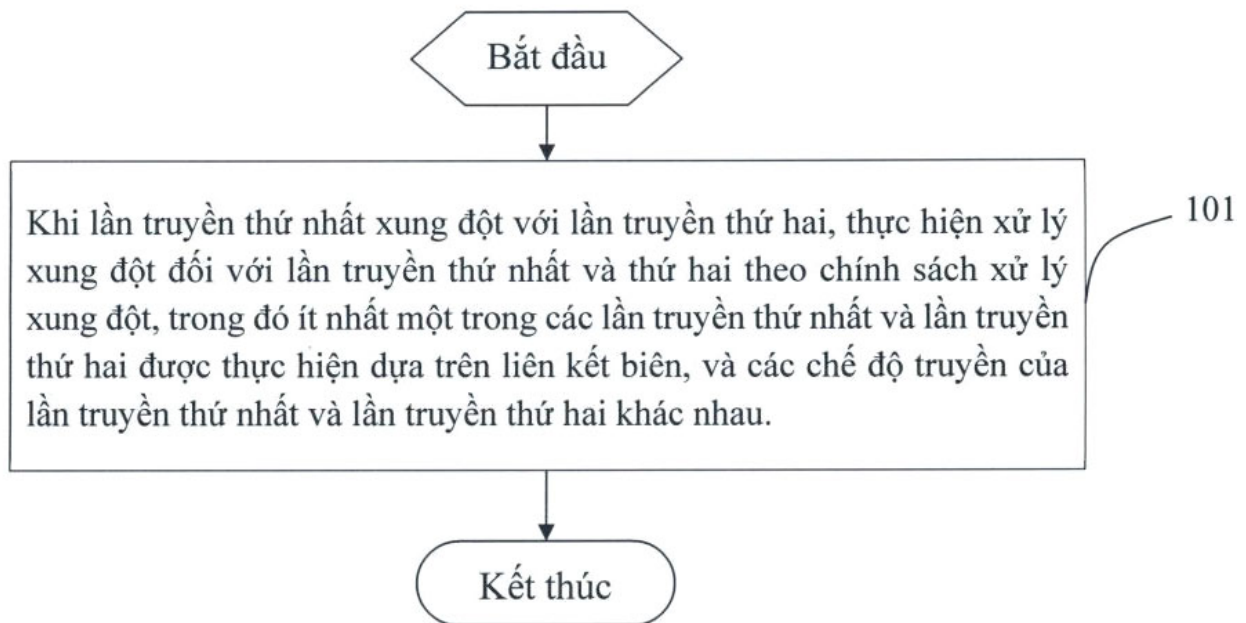 Bắt đầu
Khi lần truyền thứ nhất xung đột với lần truyền thứ hai, thực hiện xử lý
xung đột đối với lần truyền thứ nhất và thứ hai theo chính sách xử lý
xung đột, trong đó ít nhất một trong các lần truyền thứ nhất và lần truyền
thứ hai được thực hiện dựa trên liên kết biên, và các chế độ truyền của
lần truyền thứ nhất và lần truyền thứ hai khác nhau.
101
Kết thúc